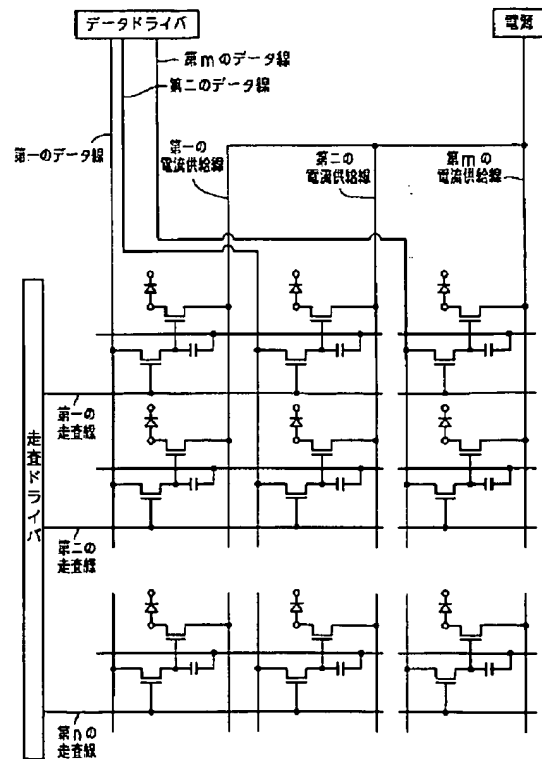 データドライバ
電源
第mのデータ線
第二のデータ線
第一のデータ線
第一の
電流供給線
第二の
電流供給線
第mの
電流供給線
走査ドライバ
第一の
走査線
第二の
走査線
第nの
走査線